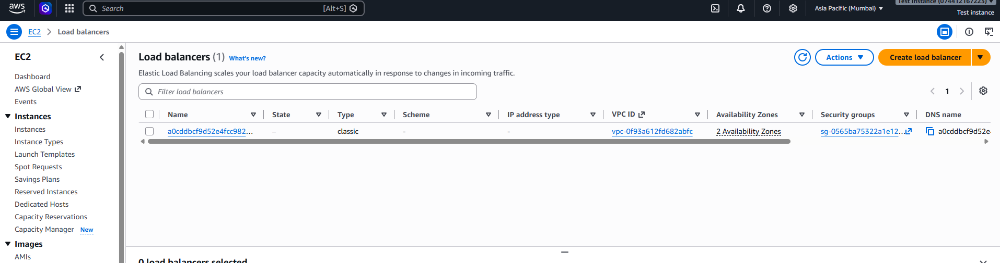 aws
Search [Alt+S]
Asia Pacific (Mumbai)
Test instance (074412167223)
Test instance
EC2 Load balancers
EC2
Dashboard
AWS Global View
Events
Instances
Instances
Instance Types
Launch Templates
Spot Requests
Savings Plans
Reserved Instances
Dedicated Hosts
Capacity Reservations
Capacity Manager New
Images
AMIs
Load balancers (1) What's new?
Actions
Create load balancer
Elastic Load Balancing scales your load balancer capacity automatically in response to changes in incoming traffic.
Filter load balancers
1
Name State Type Scheme IP address type VPC ID Availability Zones Security groups DNS name
a0cddbcf9d52e4fcc982... – classic - - vpc-0f93a612fd682abfc 2 Availability Zones sg-0565ba75322a1e12... a0cddbcf9d52e
0 load balancers selected